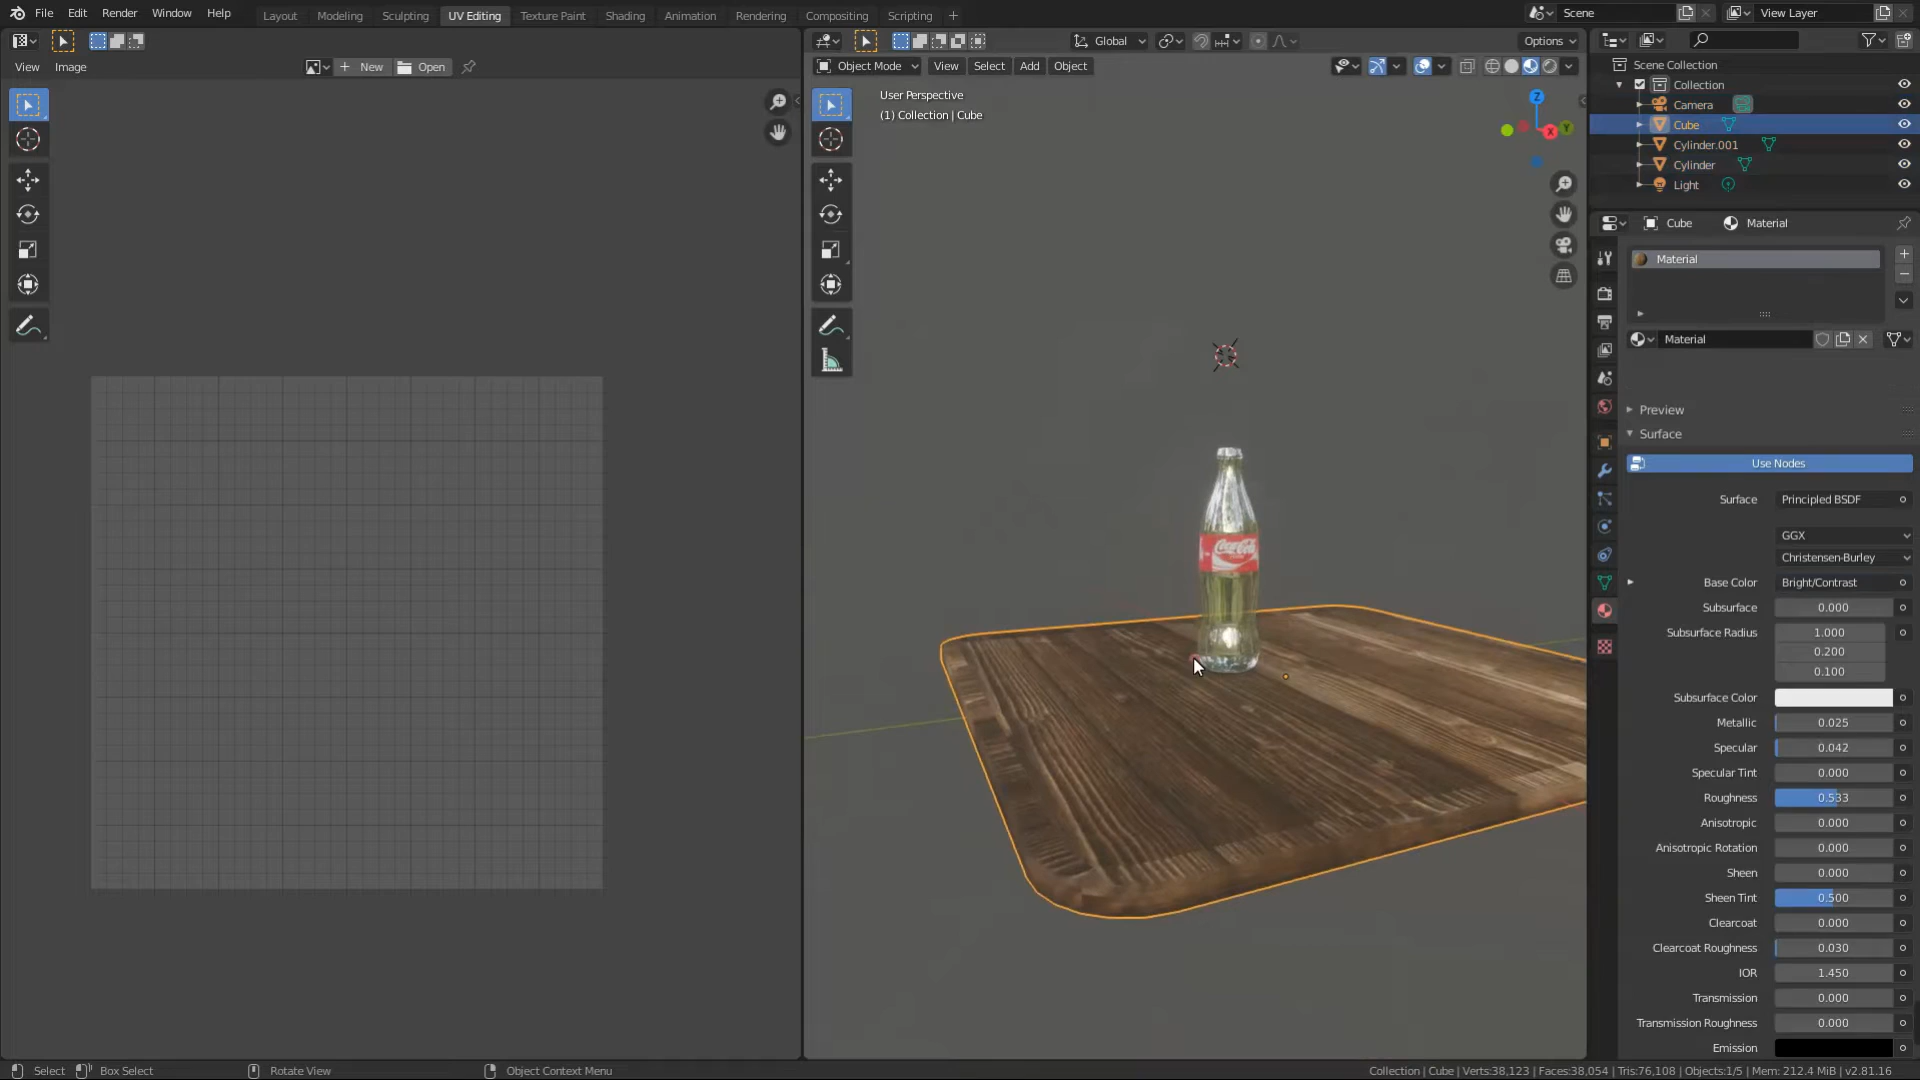 File Edit Render Window Help
Layout Modeling Sculpting UV Editing Texture Paint Shading Animation Rendering Compositing Scripting +
Scene
View Layer
Global
Options
View Image
New Open
Object Mode View Select Add Object
User Perspective
(1) Collection | Cube
Z
X
Y
Coca-Cola
Scene Collection
Collection
Camera
Cube
Cylinder.001
Cylinder
Light
Cube Material
Material
Material
Preview
Surface
Use Nodes
Surface Principled BSDF
GGX
Christensen-Burley
Base Color Bright/Contrast
Subsurface 0.000
Subsurface Radius 1.000
0.200
0.100
Subsurface Color
Metallic 0.025
Specular 0.042
Specular Tint 0.000
Roughness 0.533
Anisotropic 0.000
Anisotropic Rotation 0.000
Sheen 0.000
Sheen Tint 0.500
Clearcoat 0.000
Clearcoat Roughness 0.030
IOR 1.450
Transmission 0.000
Transmission Roughness 0.000
Emission
Select Box Select Rotate View Object Context Menu
Collection | Cube | Verts:38,123 | Faces:38,054 | Tris:76,108 | Objects:1/5 | Mem: 212.4 MiB | v2.81.16